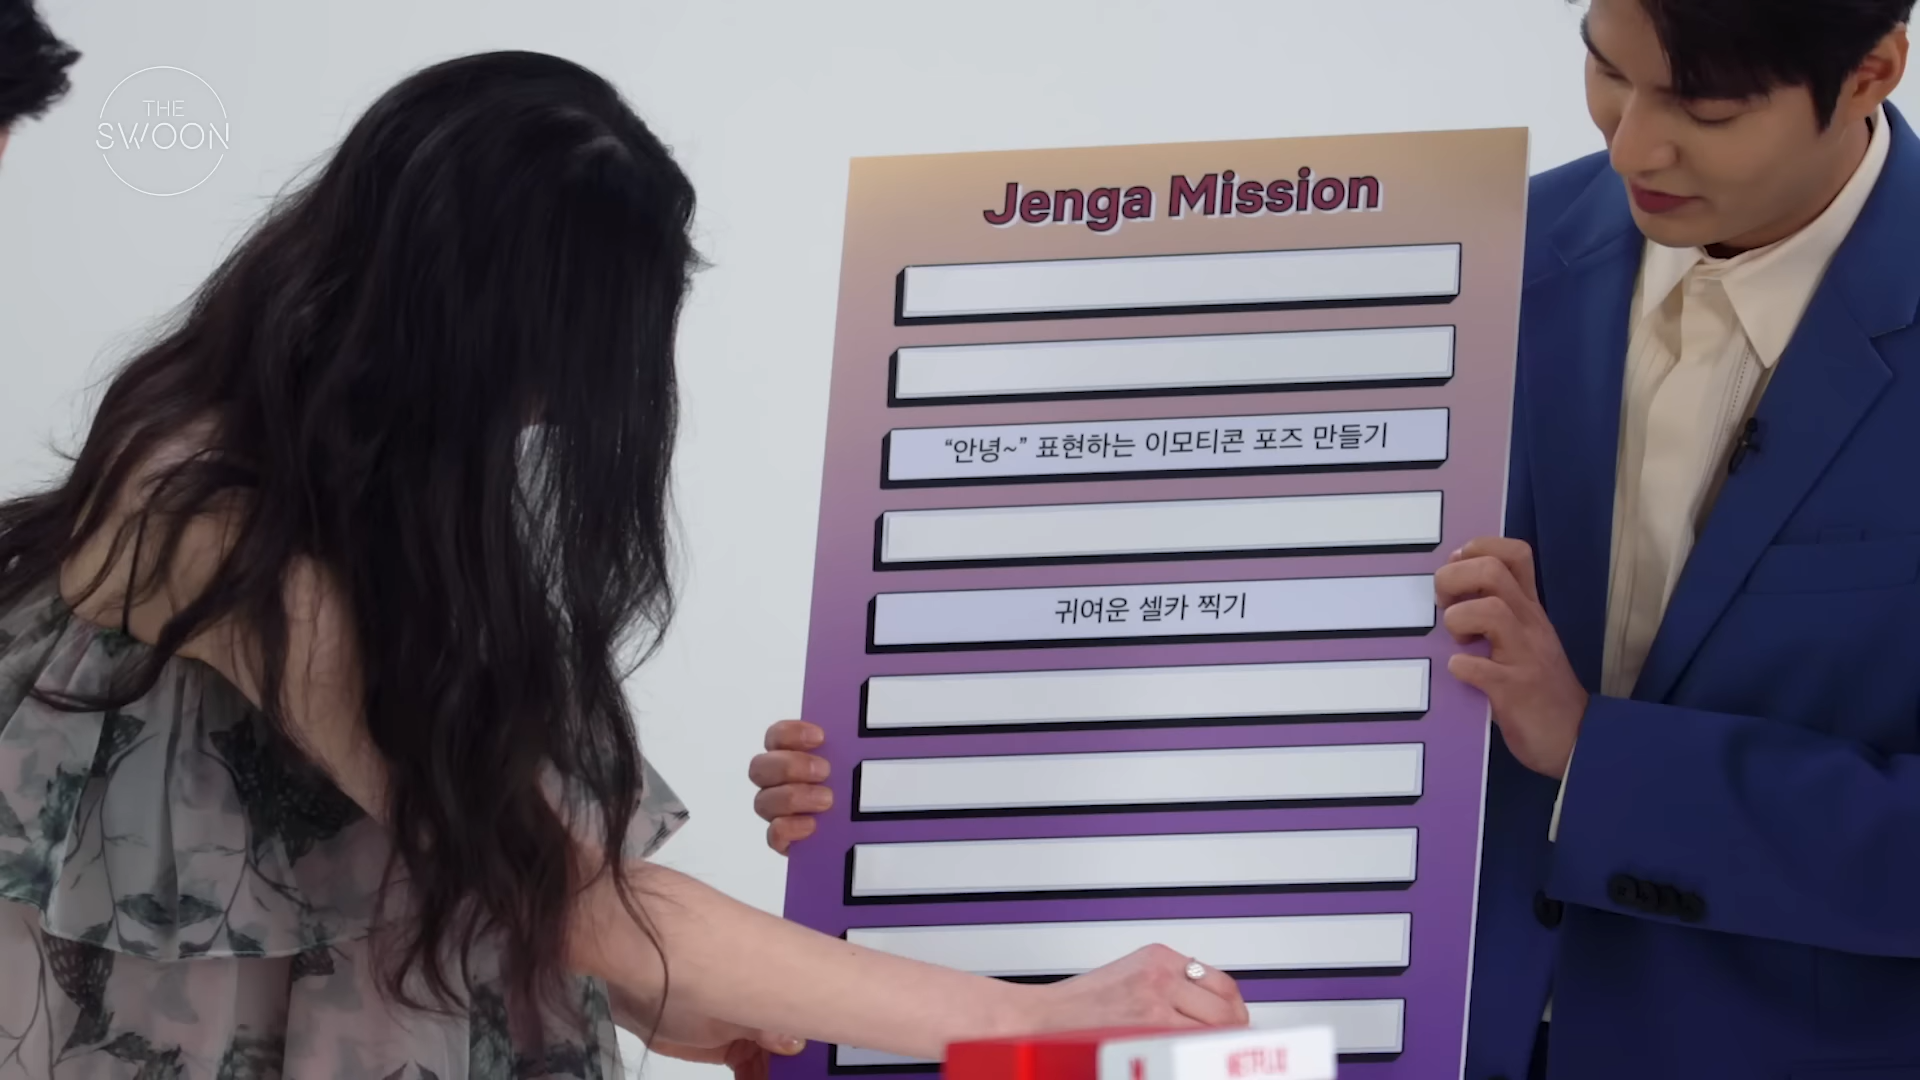 THE
SWOON
Jenga Mission
“안녕~” 표현하는 이모티콘 포즈 만들기
귀여운 셀카 찍기
NETFLIX